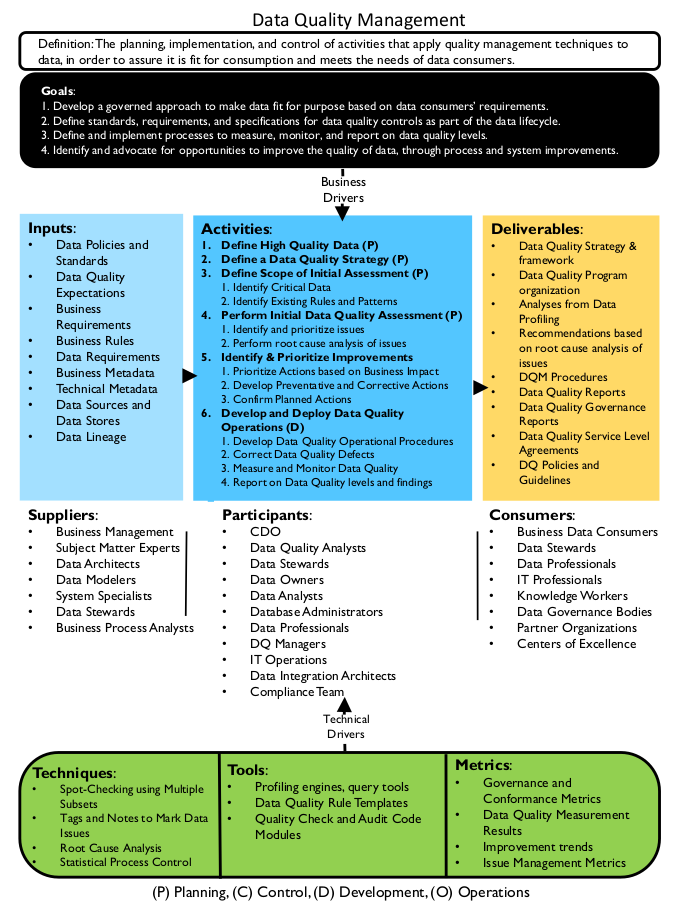 Data Quality Management
Definition: The planning, implementation, and control of activities that apply quality management techniques to
data, in order to assure it is fit for consumption and meets the needs of data consumers.
Goals:
1. Develop a governed approach to make data fit for purpose based on data consumers' requirements.
2. Define standards, requirements, and specifications for data quality controls as part of the data lifecycle.
3. Define and implement processes to measure, monitor, and report on data quality levels.
4. Identify and advocate for opportunities to improve the quality of data, through process and system improvements.
Business
Drivers
Inputs:
• Data Policies and
Standards
• Data Quality
Expectations
• Business
Requirements
• Business Rules
• Data Requirements
• Business Metadata
• Technical Metadata
• Data Sources and
Data Stores
• Data Lineage
Activities:
1. Define High Quality Data (P)
2. Define a Data Quality Strategy (P)
3. Define Scope of Initial Assessment (P)
1. Identify Critical Data
2. Identify Existing Rules and Patterns
4. Perform Initial Data Quality Assessment (P)
1. Identify and prioritize issues
2. Perform root cause analysis of issues
5. Identify & Prioritize Improvements
1. Prioritize Actions based on Business Impact
2. Develop Preventative and Corrective Actions
3. Confirm Planned Actions
6. Develop and Deploy Data Quality
Operations (D)
1. Develop Data Quality Operational Procedures
2. Correct Data Quality Defects
3. Measure and Monitor Data Quality
4. Report on Data Quality levels and findings
Deliverables:
• Data Quality Strategy &
framework
• Data Quality Program
organization
• Analyses from Data
Profiling
• Recommendations based
on root cause analysis of
issues
• DQM Procedures
• Data Quality Reports
• Data Quality Governance
Reports
• Data Quality Service Level
Agreements
• DQ Policies and
Guidelines
Suppliers:
• Business Management
• Subject Matter Experts
• Data Architects
• Data Modelers
• System Specialists
• Data Stewards
• Business Process Analysts
Participants:
• CDO
• Data Quality Analysts
• Data Stewards
• Data Owners
• Data Analysts
• Database Administrators
• Data Professionals
• DQ Managers
• IT Operations
• Data Integration Architects
• Compliance Team
Consumers:
• Business Data Consumers
• Data Stewards
• Data Professionals
• IT Professionals
• Knowledge Workers
• Data Governance Bodies
• Partner Organizations
• Centers of Excellence
Technical
Drivers
Techniques:
• Spot-Checking using Multiple
Subsets
• Tags and Notes to Mark Data
Issues
• Root Cause Analysis
• Statistical Process Control
Tools:
• Profiling engines, query tools
• Data Quality Rule Templates
• Quality Check and Audit Code
Modules
Metrics:
• Governance and
Conformance Metrics
• Data Quality Measurement
Results
• Improvement trends
• Issue Management Metrics
(P) Planning, (C) Control, (D) Development, (O) Operations